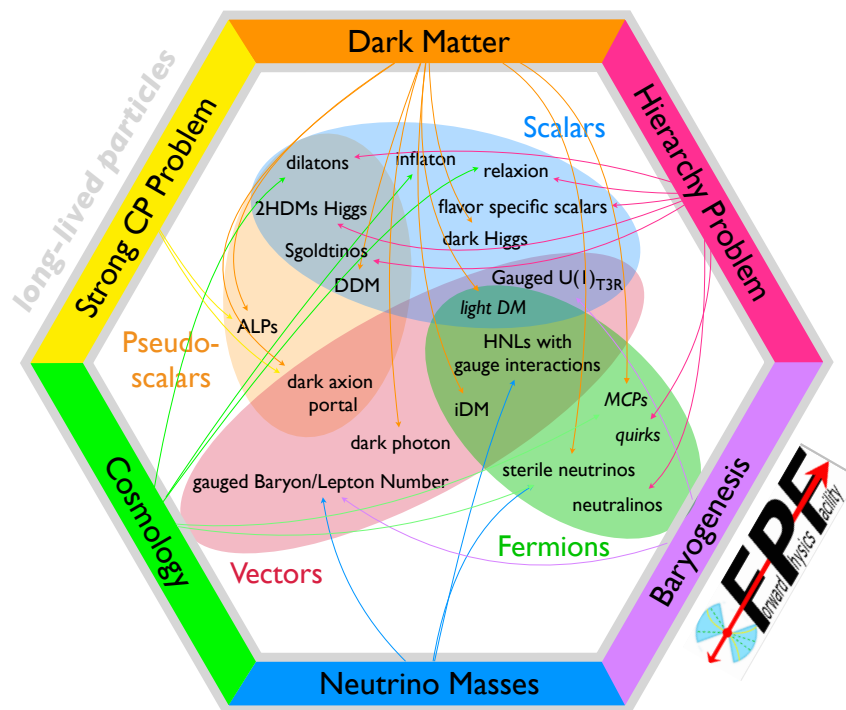 Dark Matter
long-lived particles
Strong CP Problem
Hierarchy Problem
Scalars
dilatons
inflaton
relaxion
2HDMs Higgs
flavor specific scalars
dark Higgs
Sgoldtinos
DDM
Gauged U(1)T3R
light DM
ALPs
Pseudo-
scalars
HNLs with
gauge interactions
dark axion
portal
iDM
MCPs
quirks
dark photon
sterile neutrinos
gauged Baryon/Lepton Number
neutralinos
Fermions
Vectors
Cosmology
Baryogenesis
Neutrino Masses
FPF
Forward Physics Facility